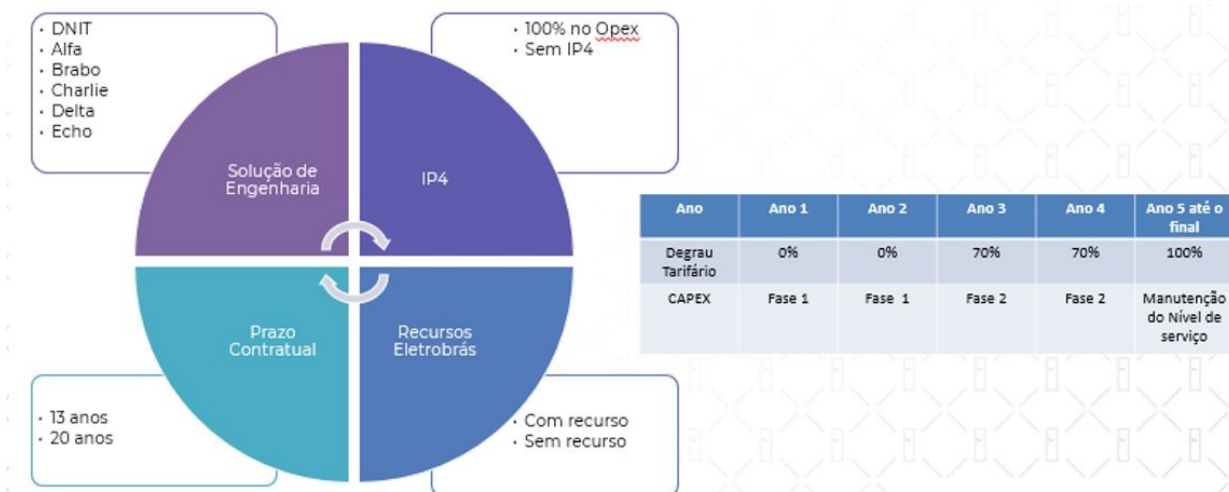 · DNIT
· Alfa
· Brabo
· Charlie
· Delta
· Echo
· 100% no Opex
· Sem IP4
Solução de
Engenharia
IP4
Prazo
Contratual
Recursos
Eletrobrás
· 13 anos
· 20 anos
· Com recurso
· Sem recurso
Ano Ano 1 Ano 2 Ano 3 Ano 4 Ano 5 até o
final
Degrau 0% 0% 70% 70% 100%
Tarifário
CAPEX Fase 1 Fase 1 Fase 2 Fase 2 Manutenção
do Nível de
serviço